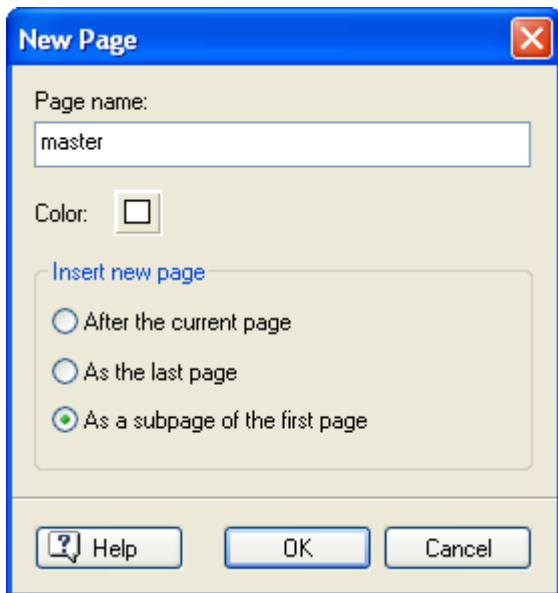 New Page
Page name:
master
Color:
Insert new page
After the current page
As the last page
As a subpage of the first page
Help OK Cancel